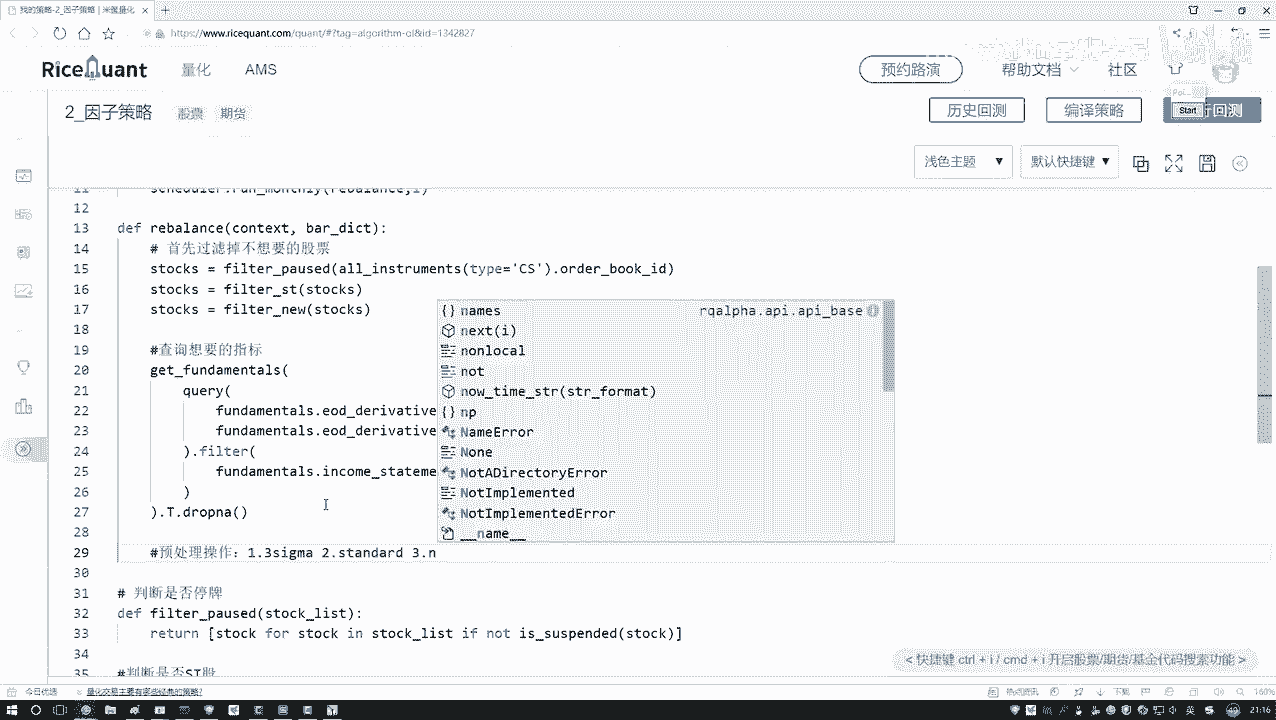 我的策略-2_因子策略 | 米筐量化
https://www.ricequant.com/quant/#?tag=algorithm-ol&id=1342827
RiceQuant 量化 AMS 预约路演 帮助文档 社区
2_因子策略 股票 期货 历史回测 编译策略 Start 回测
浅色主题 默认快捷键
11 scheduler.run_monthly(rebalance,1)
12
13 def rebalance(context, bar_dict):
14 # 首先过滤掉不想要的股票
15 stocks = filter_paused(all_instruments(type='CS').order_book_id)
16 stocks = filter_st(stocks)
17 stocks = filter_new(stocks)
18
19 #查询想要的指标
20 get_fundamentals(
21 query(
22 fundamentals.eod_derivative
23 fundamentals.eod_derivative
24 ).filter(
25 fundamentals.income_stateme
26 )
27 ).T.dropna()
28
29 #预处理操作：1.3sigma 2.standard 3.n
30
31 # 判断是否停牌
32 def filter_paused(stock_list):
33 return [stock for stock in stock_list if not is_suspended(stock)]
34
35 #判断是否ST股
names rqalpha.api.api_base
next(i)
nonlocal
not
now_time_str(str_format)
np
NameError
None
NotADirectoryError
NotImplemented
NotImplementedError
__name__
< 快捷键 ctrl + i / cmd + i 开启股票/期货/基金代码搜索功能 >
今日优选 量化交易主要有哪些经典的策略? 热点资讯 下载 160%
英 21:16